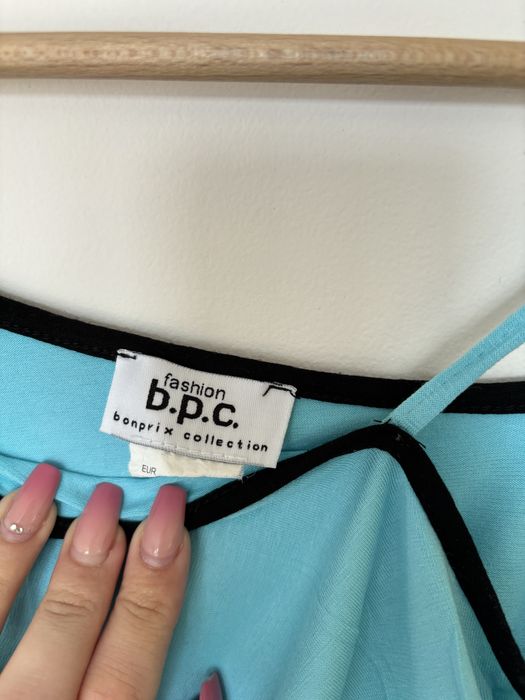 fashion
b.p.c.
bonprix collection
EUR